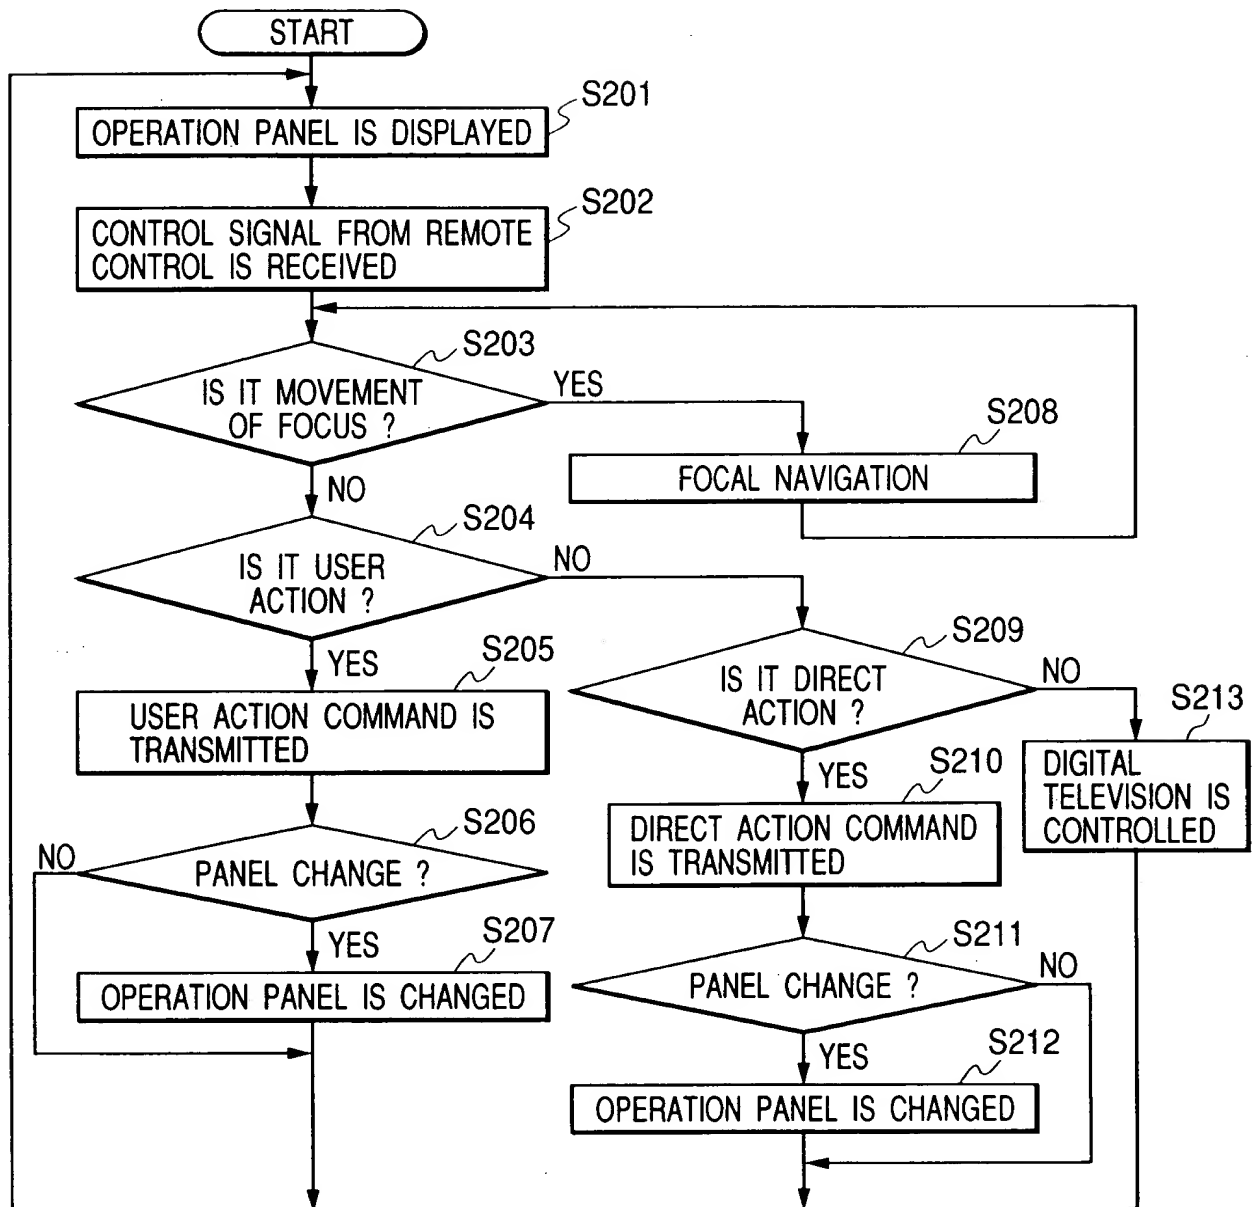 START
S201
OPERATION PANEL IS DISPLAYED
S202
CONTROL SIGNAL FROM REMOTE
CONTROL IS RECEIVED
S203
IS IT MOVEMENT
OF FOCUS ?
YES
NO
S208
FOCAL NAVIGATION
S204
IS IT USER
ACTION ?
NO
YES
S205
USER ACTION COMMAND IS
TRANSMITTED
S206
PANEL CHANGE ?
NO
YES
S207
OPERATION PANEL IS CHANGED
S209
IS IT DIRECT
ACTION ?
NO
YES
S213
DIGITAL
TELEVISION IS
CONTROLLED
S210
DIRECT ACTION COMMAND
IS TRANSMITTED
S211
PANEL CHANGE ?
NO
YES
S212
OPERATION PANEL IS CHANGED